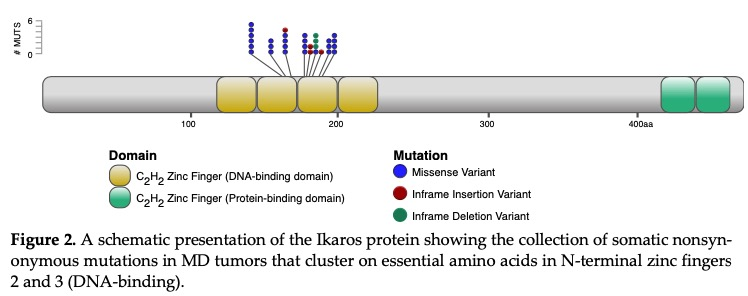 6
# MUTS
0
100 200 300 400aa
Domain
C₂H₂ Zinc Finger (DNA-binding domain)
C₂H₂ Zinc Finger (Protein-binding domain)
Mutation
Missense Variant
Inframe Insertion Variant
Inframe Deletion Variant
Figure 2. A schematic presentation of the Ikaros protein showing the collection of somatic nonsyn-
onymous mutations in MD tumors that cluster on essential amino acids in N-terminal zinc fingers
2 and 3 (DNA-binding).